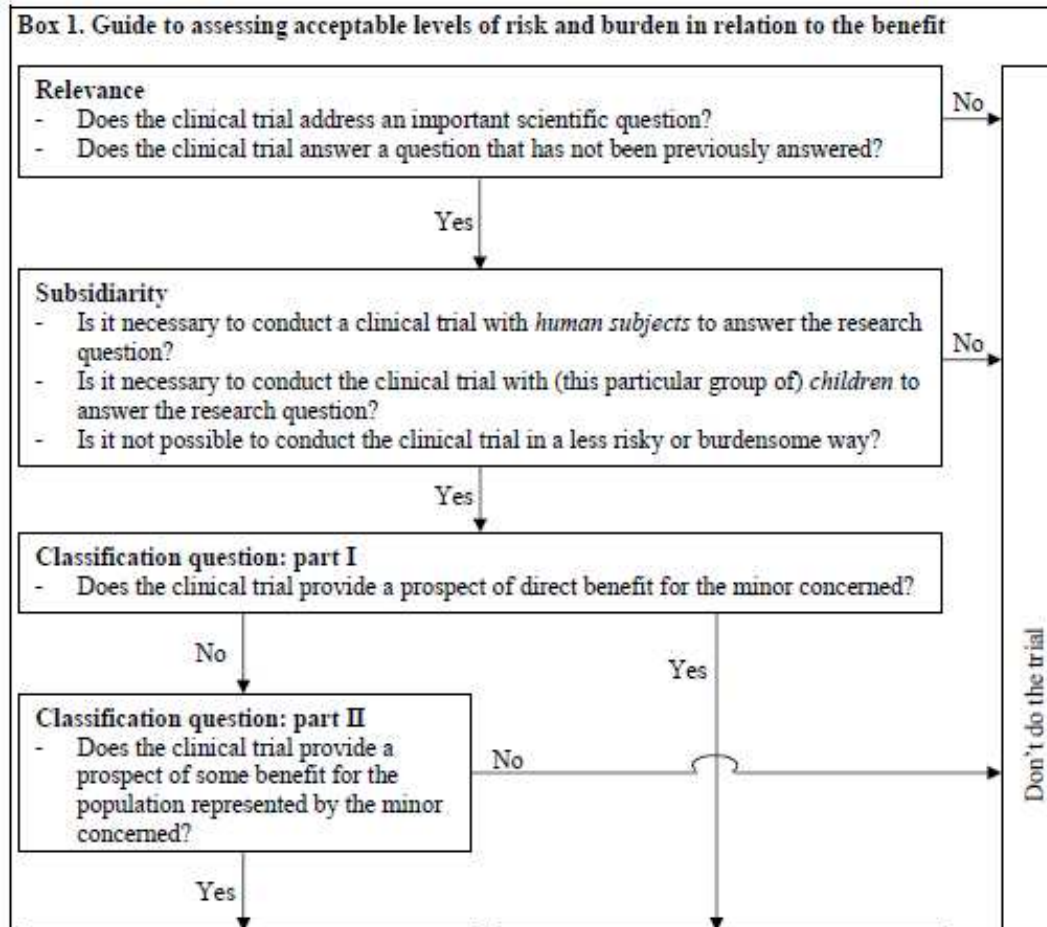 Box 1. Guide to assessing acceptable levels of risk and burden in relation to the benefit
Relevance
- Does the clinical trial address an important scientific question?
- Does the clinical trial answer a question that has not been previously answered?
No
Yes
Subsidiarity
- Is it necessary to conduct a clinical trial with human subjects to answer the research
question?
- Is it necessary to conduct the clinical trial with (this particular group of) children to
answer the research question?
- Is it not possible to conduct the clinical trial in a less risky or burdensome way?
No
Yes
Classification question: part I
- Does the clinical trial provide a prospect of direct benefit for the minor concerned?
No
Yes
Classification question: part II
- Does the clinical trial provide a
prospect of some benefit for the
population represented by the minor
concerned?
No
Yes
Don't do the trial